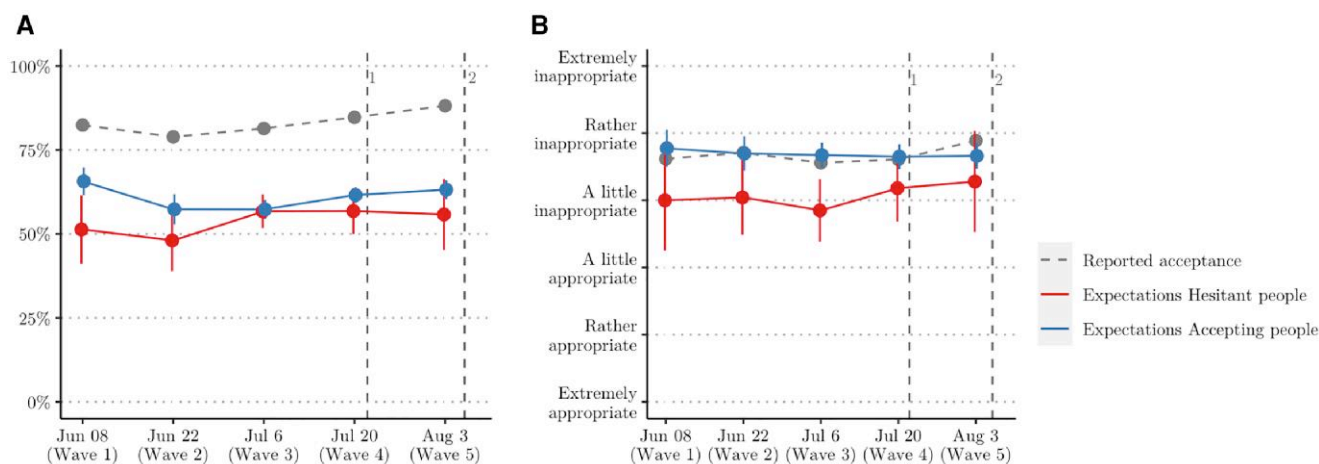 A
100%
75%
50%
25%
0%
1
2
Jun 08
(Wave 1)
Jun 22
(Wave 2)
Jul 6
(Wave 3)
Jul 20
(Wave 4)
Aug 3
(Wave 5)
B
Extremely
inappropriate
Rather
inappropriate
A little
inappropriate
A little
appropriate
Rather
appropriate
Extremely
appropriate
1
2
Jun 08
(Wave 1)
Jun 22
(Wave 2)
Jul 6
(Wave 3)
Jul 20
(Wave 4)
Aug 3
(Wave 5)
Reported acceptance
Expectations Hesitant people
Expectations Accepting people